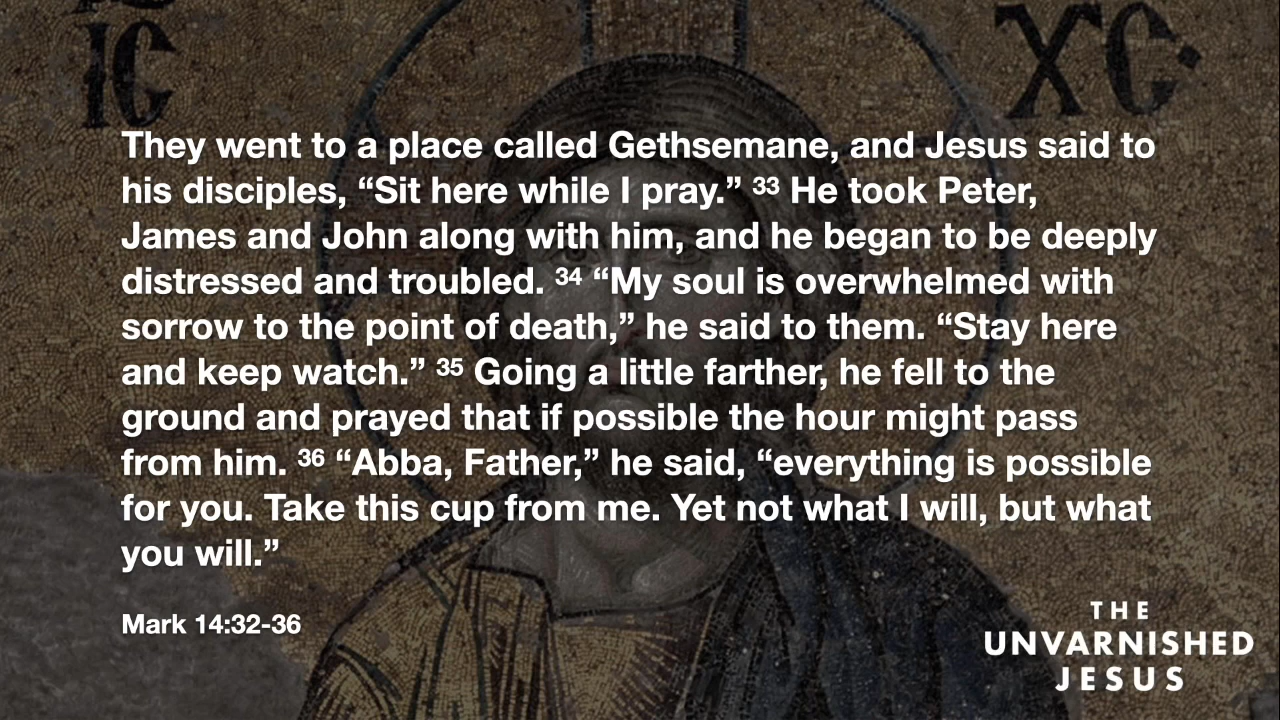 IC
XC
They went to a place called Gethsemane, and Jesus said to
his disciples, “Sit here while I pray.” ³³ He took Peter,
James and John along with him, and he began to be deeply
distressed and troubled. ³⁴ “My soul is overwhelmed with
sorrow to the point of death,” he said to them. “Stay here
and keep watch.” ³⁵ Going a little farther, he fell to the
ground and prayed that if possible the hour might pass
from him. ³⁶ “Abba, Father,” he said, “everything is possible
for you. Take this cup from me. Yet not what I will, but what
you will.”
Mark 14:32-36
THE
UNVARNISHED
JESUS